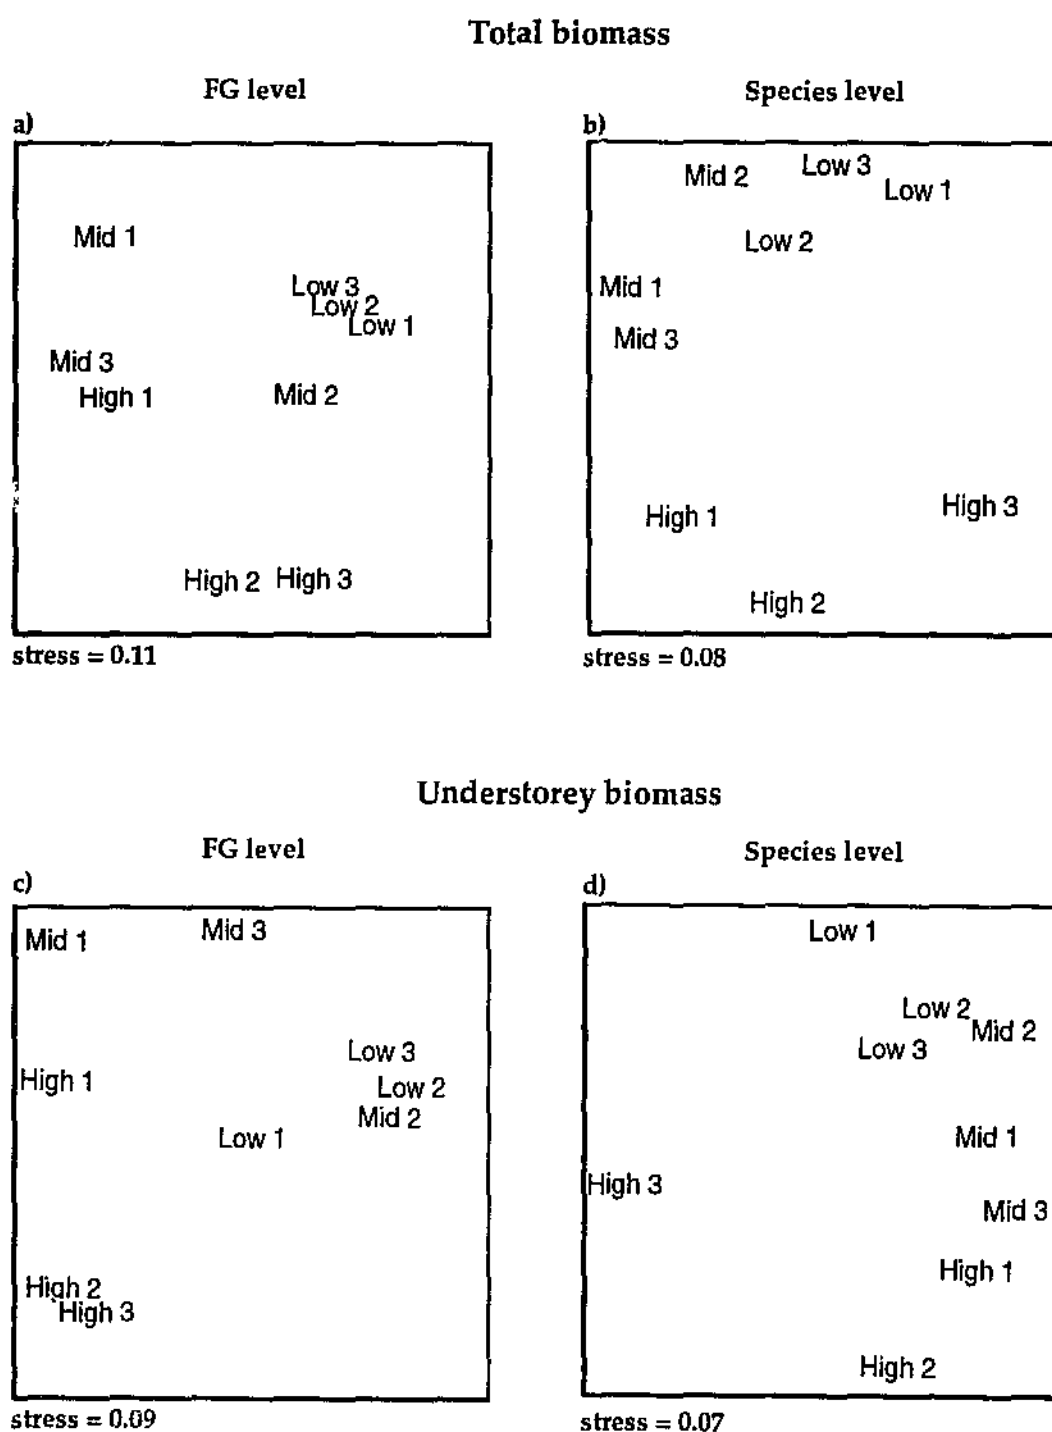 Total biomass
FG level
Species level
a)
b)
Mid 1
Low 3
Low 2
Low 1
Mid 3
High 1
Mid 2
High 2
High 3
stress = 0.11
Mid 2
Low 3
Low 1
Low 2
Mid 1
Mid 3
High 1
High 3
High 2
stress = 0.08
Understorey biomass
FG level
Species level
c)
d)
Mid 1
Mid 3
Low 3
High 1
Low 2
Mid 2
Low 1
High 2
High 3
stress = 0.09
Low 1
Low 2
Mid 2
Low 3
Mid 1
High 3
Mid 3
High 1
High 2
stress = 0.07